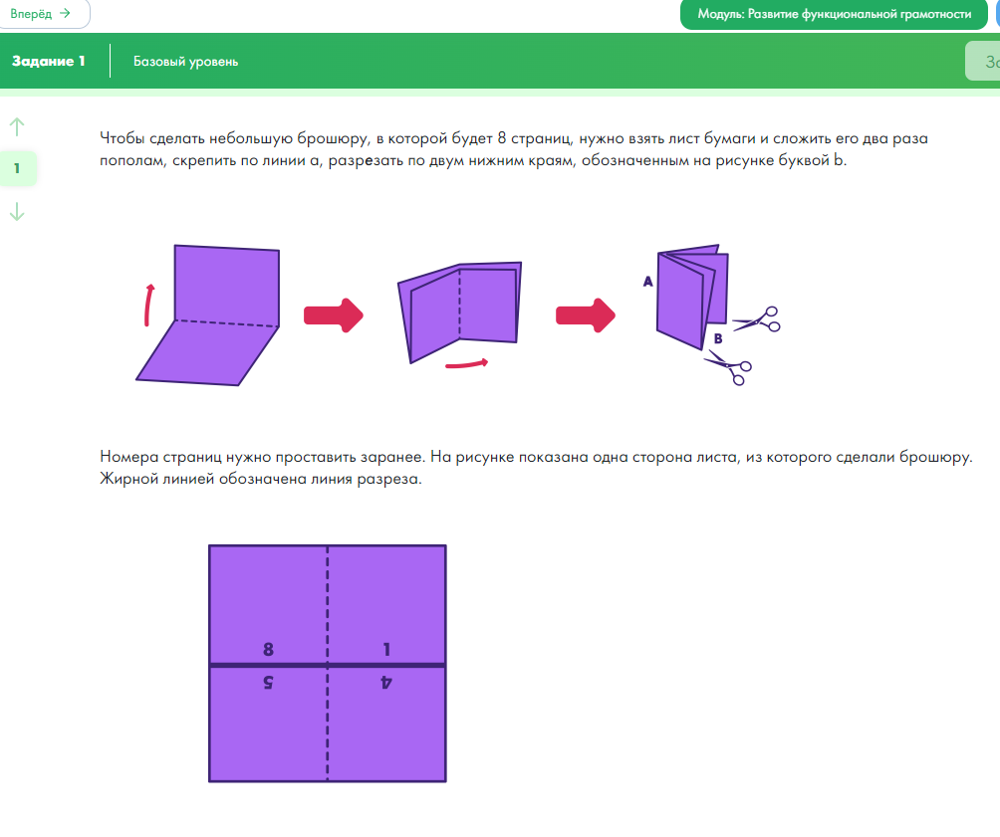 Вперёд →
Модуль: Развитие функциональной грамотности
Задание 1
Базовый уровень
1
Чтобы сделать небольшую брошюру, в которой будет 8 страниц, нужно взять лист бумаги и сложить его два раза
пополам, скрепить по линии a, разрезать по двум нижним краям, обозначенным на рисунке буквой b.
A
B
Номера страниц нужно проставить заранее. На рисунке показана одна сторона листа, из которого сделали брошюру.
Жирной линией обозначена линия разреза.
8 1
5 4